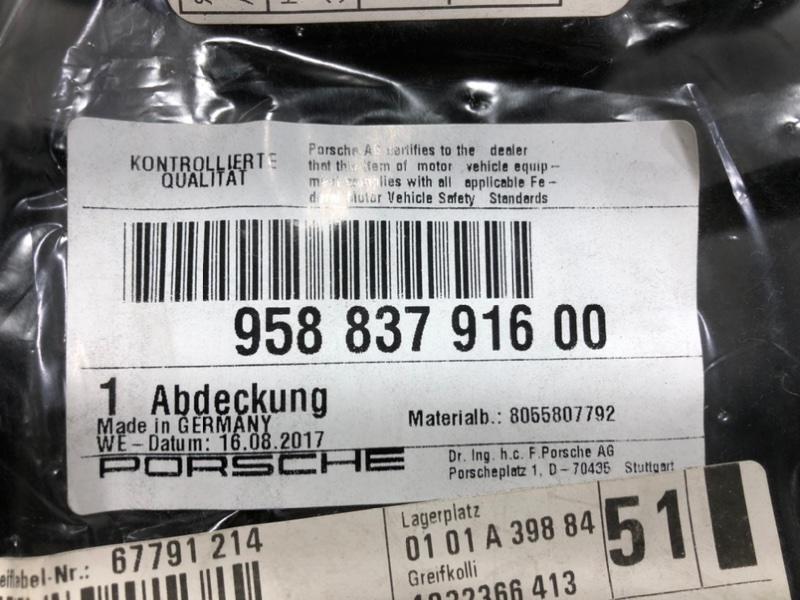 KONTROLLIERTE
QUALITAT
Porsche AG certifies to the dealer
that this item of motor vehicle equip-
ment complies with all applicable Fe-
deral Motor Vehicle Safety Standards
958 837 916 00
1 Abdeckung
Made in GERMANY
WE-Datum: 16.08.2017
Materialb.: 8055807792
PORSCHE
Dr. Ing. h.c. F.Porsche AG
Porscheplatz 1, D-70435 Stuttgart
67791 214
Lagerplatz
01 01 A 398 84
51
Greifkolli
1022366 413